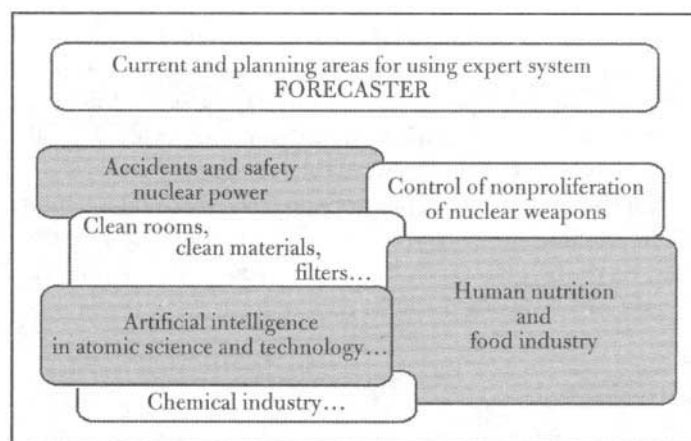 Current and planning areas for using expert system
FORECASTER
Accidents and safety
nuclear power
Control of nonproliferation
of nuclear weapons
Clean rooms,
clean materials,
filters…
Human nutrition
and
food industry
Artificial intelligence
in atomic science and technology…
Chemical industry…